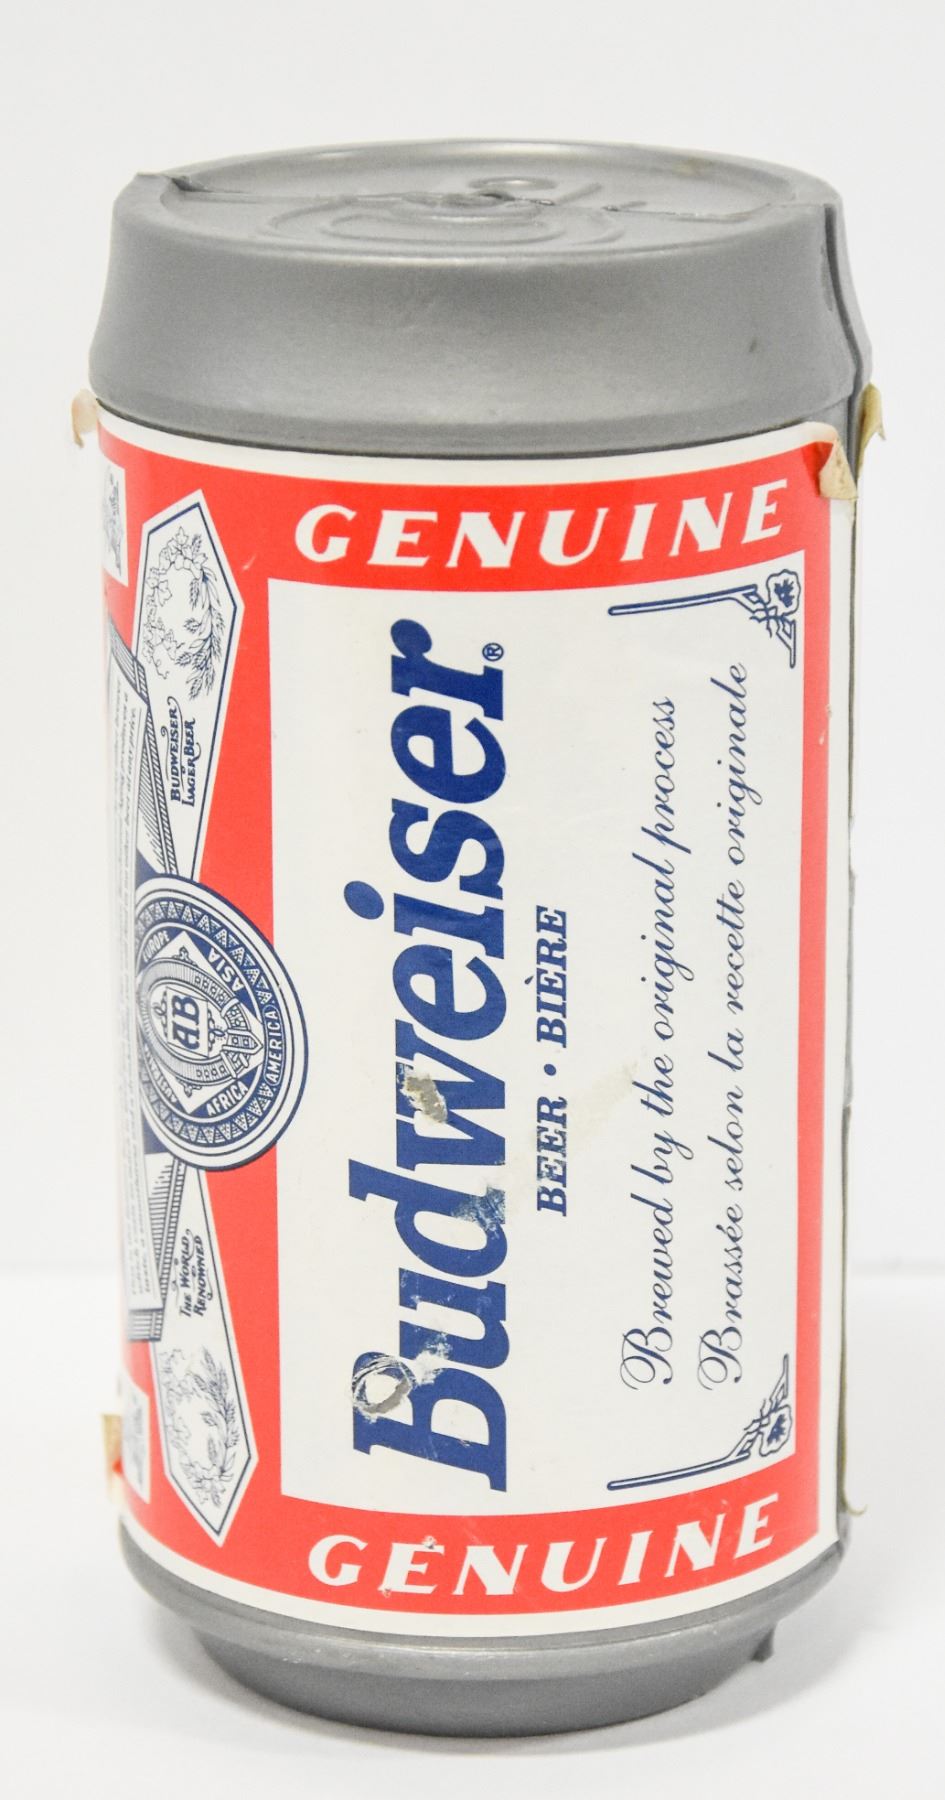 GENUINE
BUDWEISER
LAGER BEER
EUROPE
ASIA
AB
AMERICA
AFRICA
THE WORLD
RENOWNED
Budweiser®
BEER • BIÈRE
Brewed by the original process
Brassée selon la recette originale
GENUINE